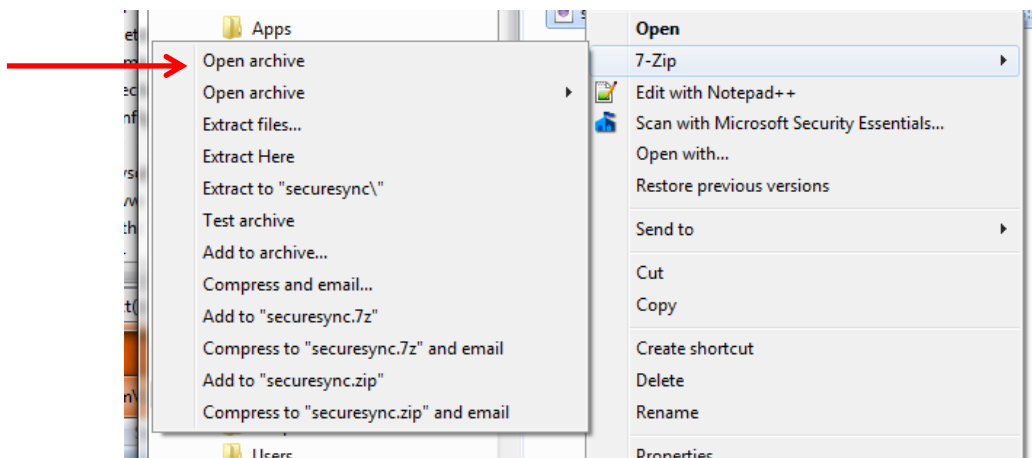 Apps
Open archive
Open archive
Extract files...
Extract Here
Extract to "securesync\"
Test archive
Add to archive...
Compress and email...
Add to "securesync.7z"
Compress to "securesync.7z" and email
Add to "securesync.zip"
Compress to "securesync.zip" and email
Users
Open
7-Zip
Edit with Notepad++
Scan with Microsoft Security Essentials...
Open with...
Restore previous versions
Send to
Cut
Copy
Create shortcut
Delete
Rename
Properties